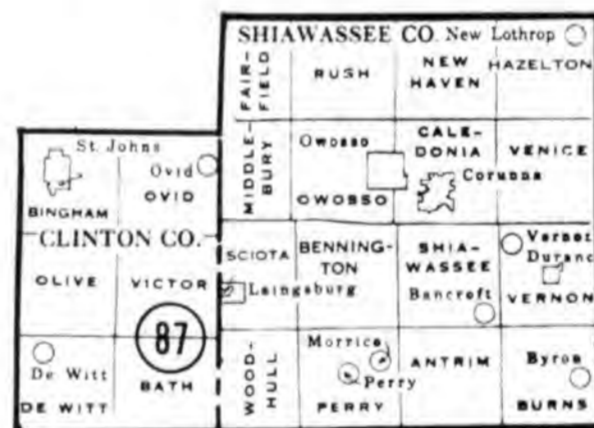 SHIAWASSEE CO. New Lothrop
FAIR-
FIELD
RUSH
NEW
HAVEN
HAZELTON
St. Johns
Ovid
BINGHAM
OVID
MIDDLE-
BURY
Owosso
OWOSSO
CALE-
DONIA
Corunna
VENICE
CLINTON CO.
OLIVE
VICTOR
SCIOTA
Laingsburg
BENNING-
TON
SHIA-
WASSEE
Bancroft
Vernon
Durand
VERNON
87
De Witt
DE WITT
BATH
WOOD-
HULL
Morrice
Perry
PERRY
ANTRIM
Byron
BURNS